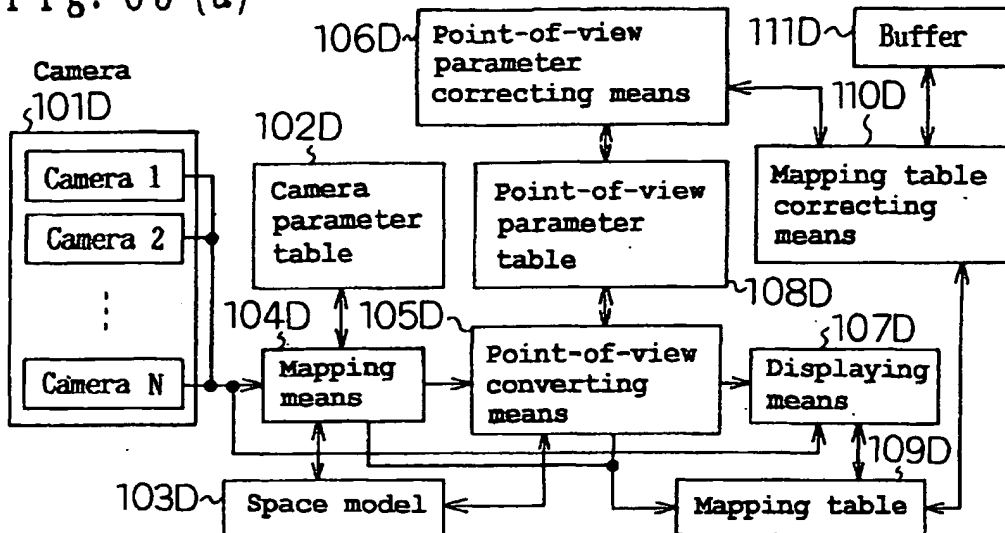 Camera
101D
Camera 1
Camera 2
Camera N
102D
Camera
parameter
table
106D
Point-of-view
parameter
correcting means
111D
Buffer
110D
Mapping table
correcting
means
Point-of-view
parameter
table
108D
104D
Mapping
means
105D
Point-of-view
converting
means
107D
Displaying
means
109D
103D
Space model
Mapping table